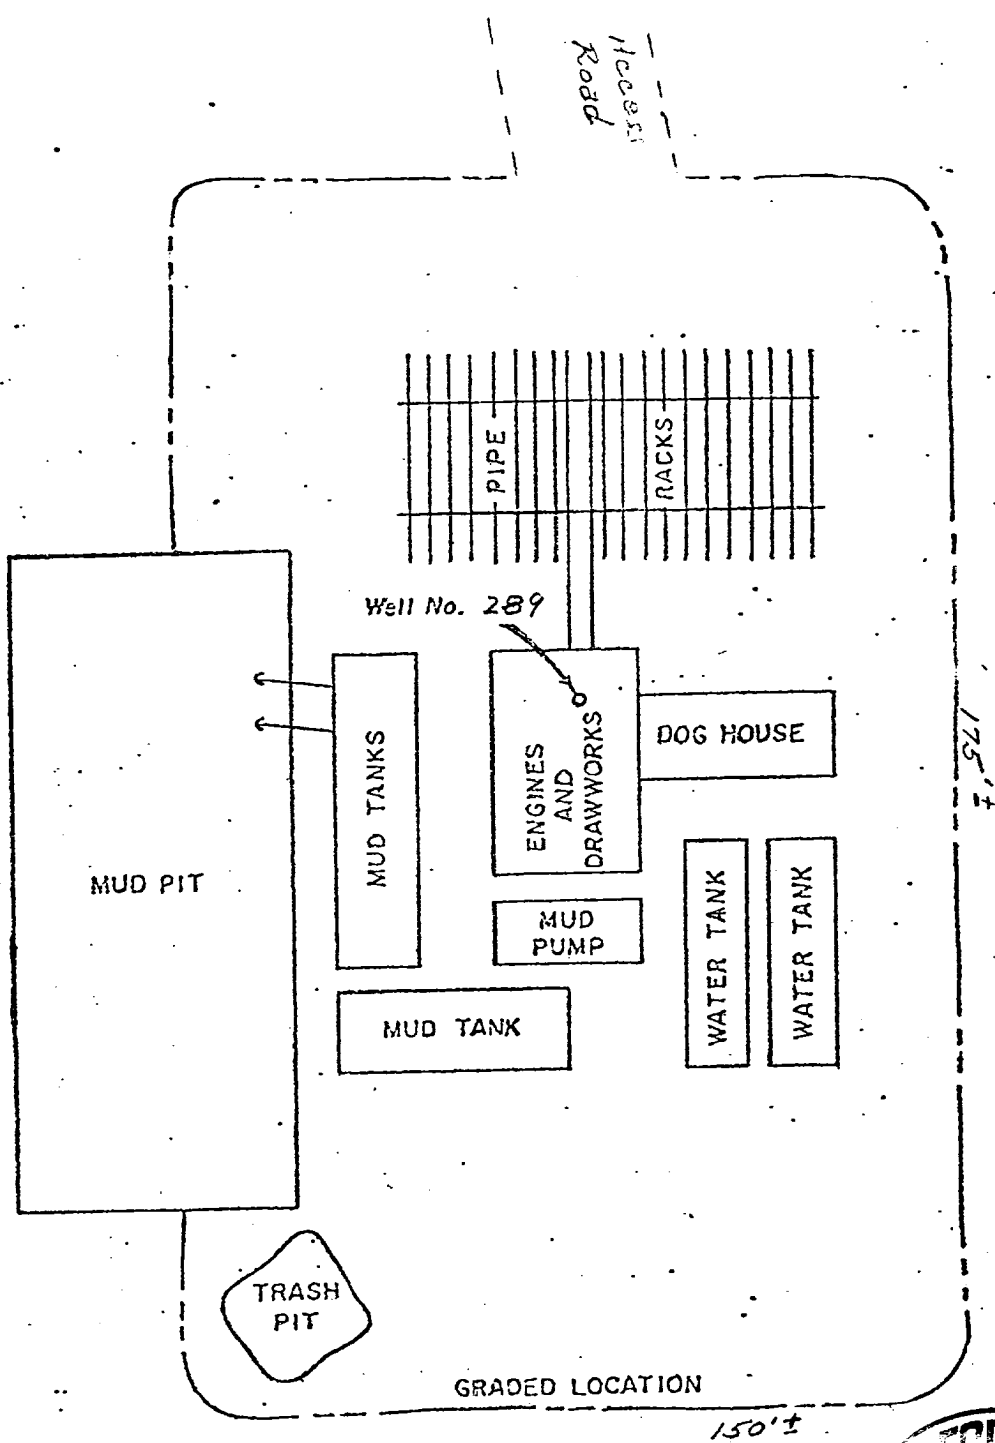 Access
Road
PIPE
RACKS
Well No. 289
MUD TANKS
ENGINES
AND
DRAWORKS
DOG HOUSE
MUD PIT
MUD
PUMP
WATER TANK
WATER TANK
MUD TANK
175'±
TRASH
PIT
GRADED LOCATION
150'±